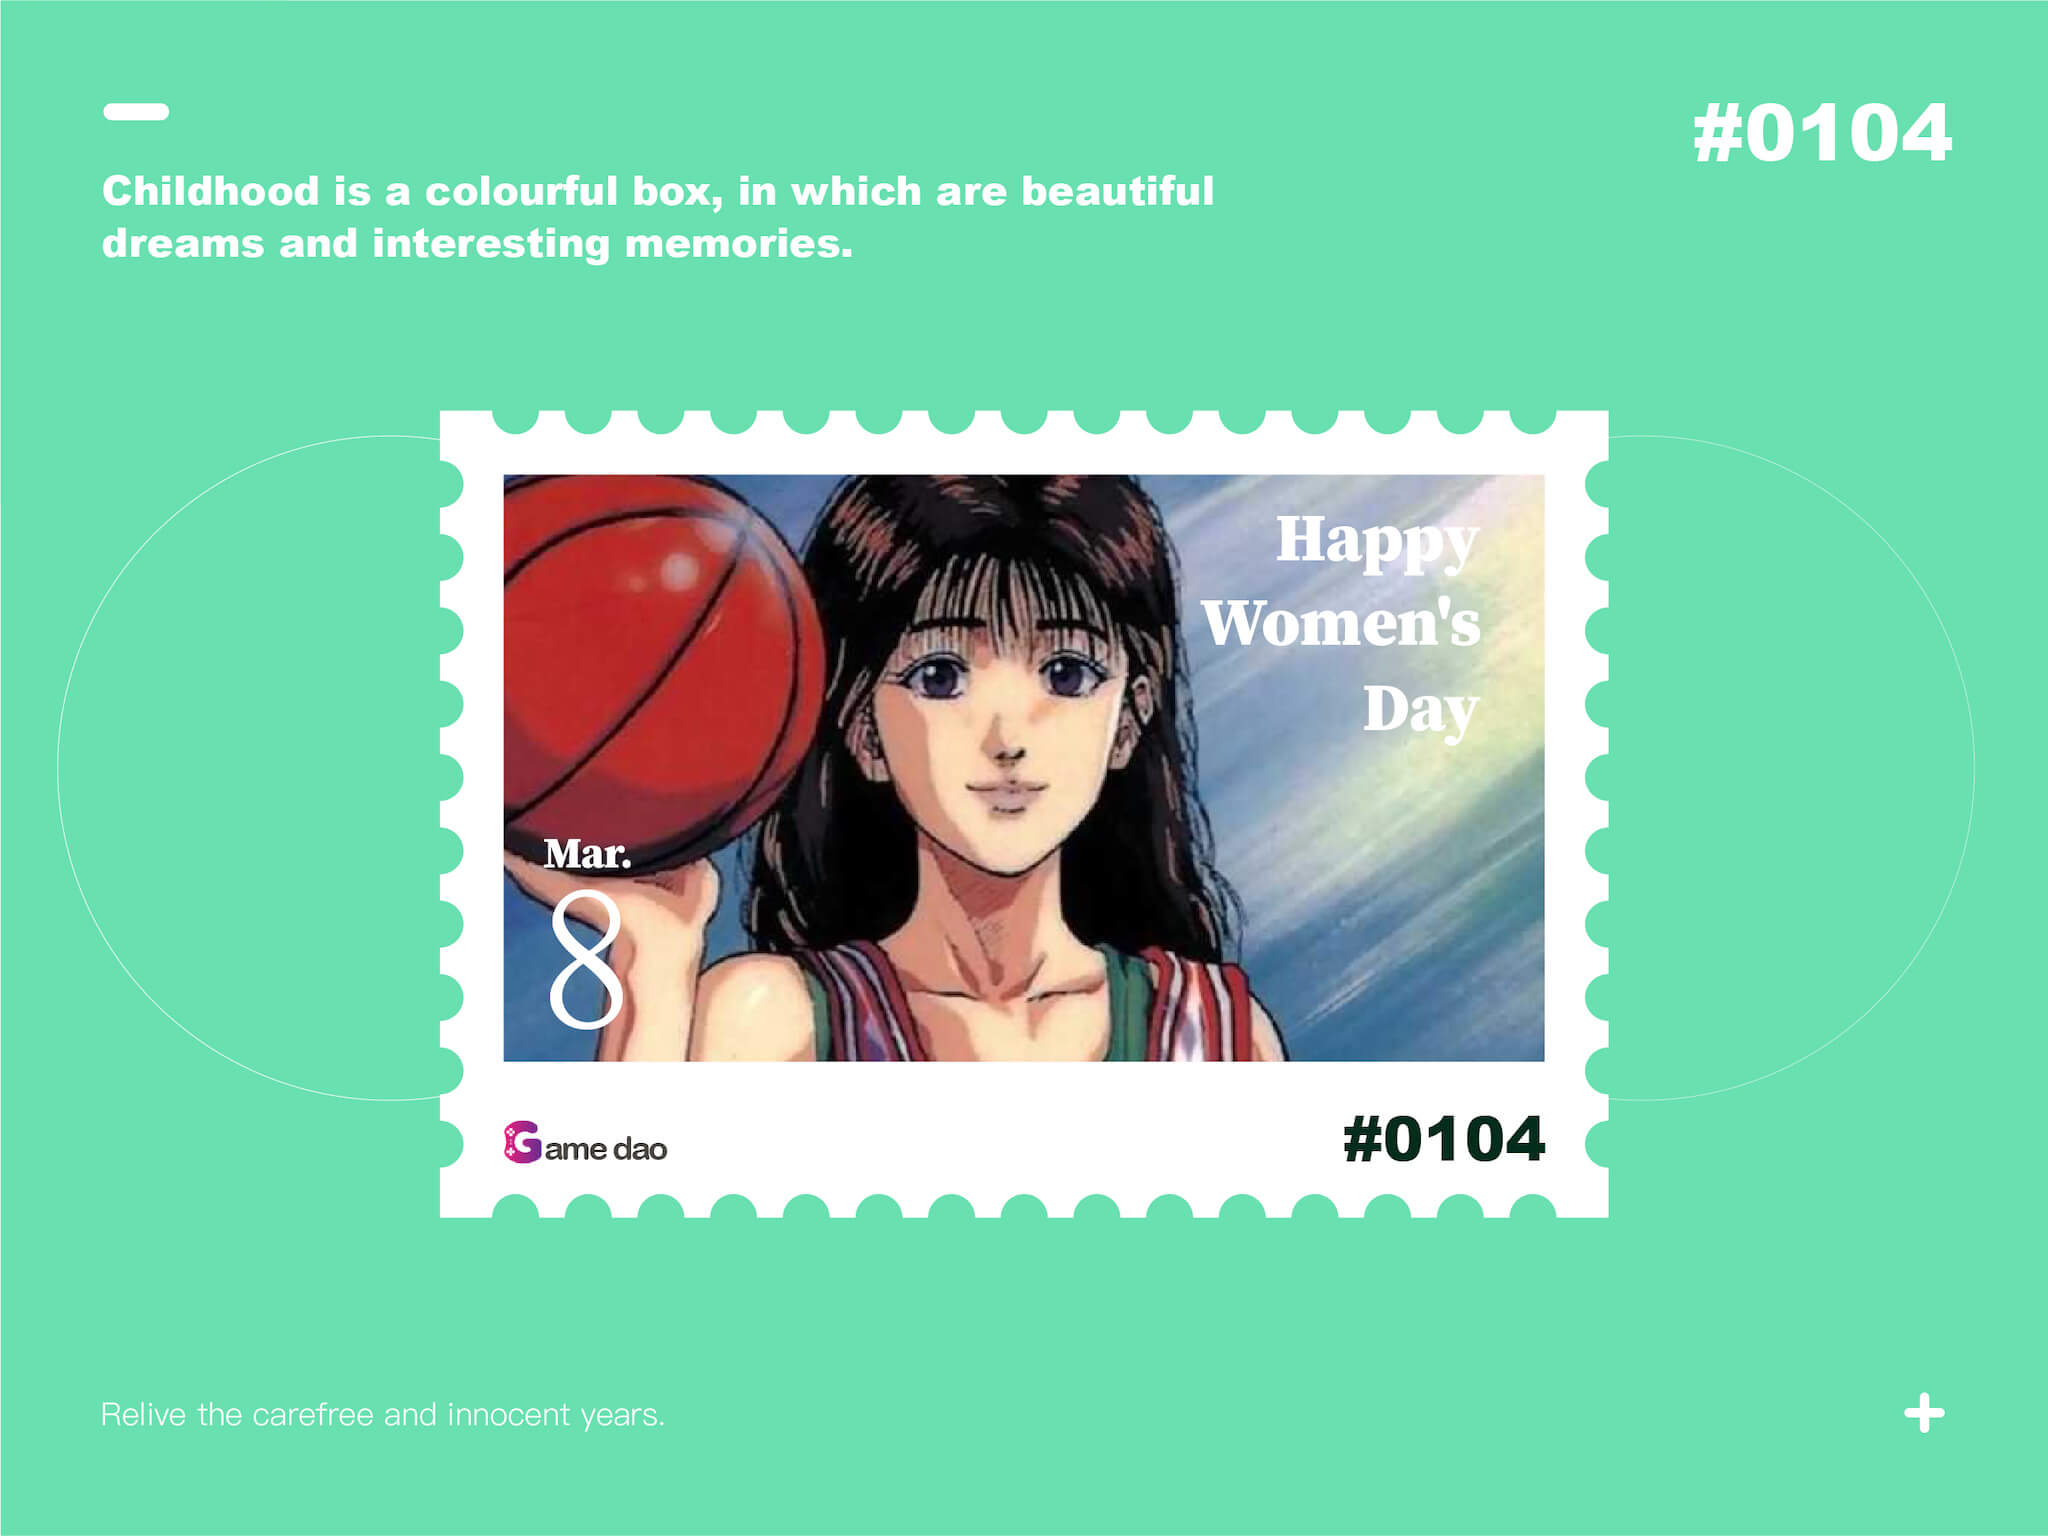 #0104
Childhood is a colourful box, in which are beautiful
dreams and interesting memories.
Happy
Women's
Day
Mar.
8
Game dao
#0104
Relive the carefree and innocent years.